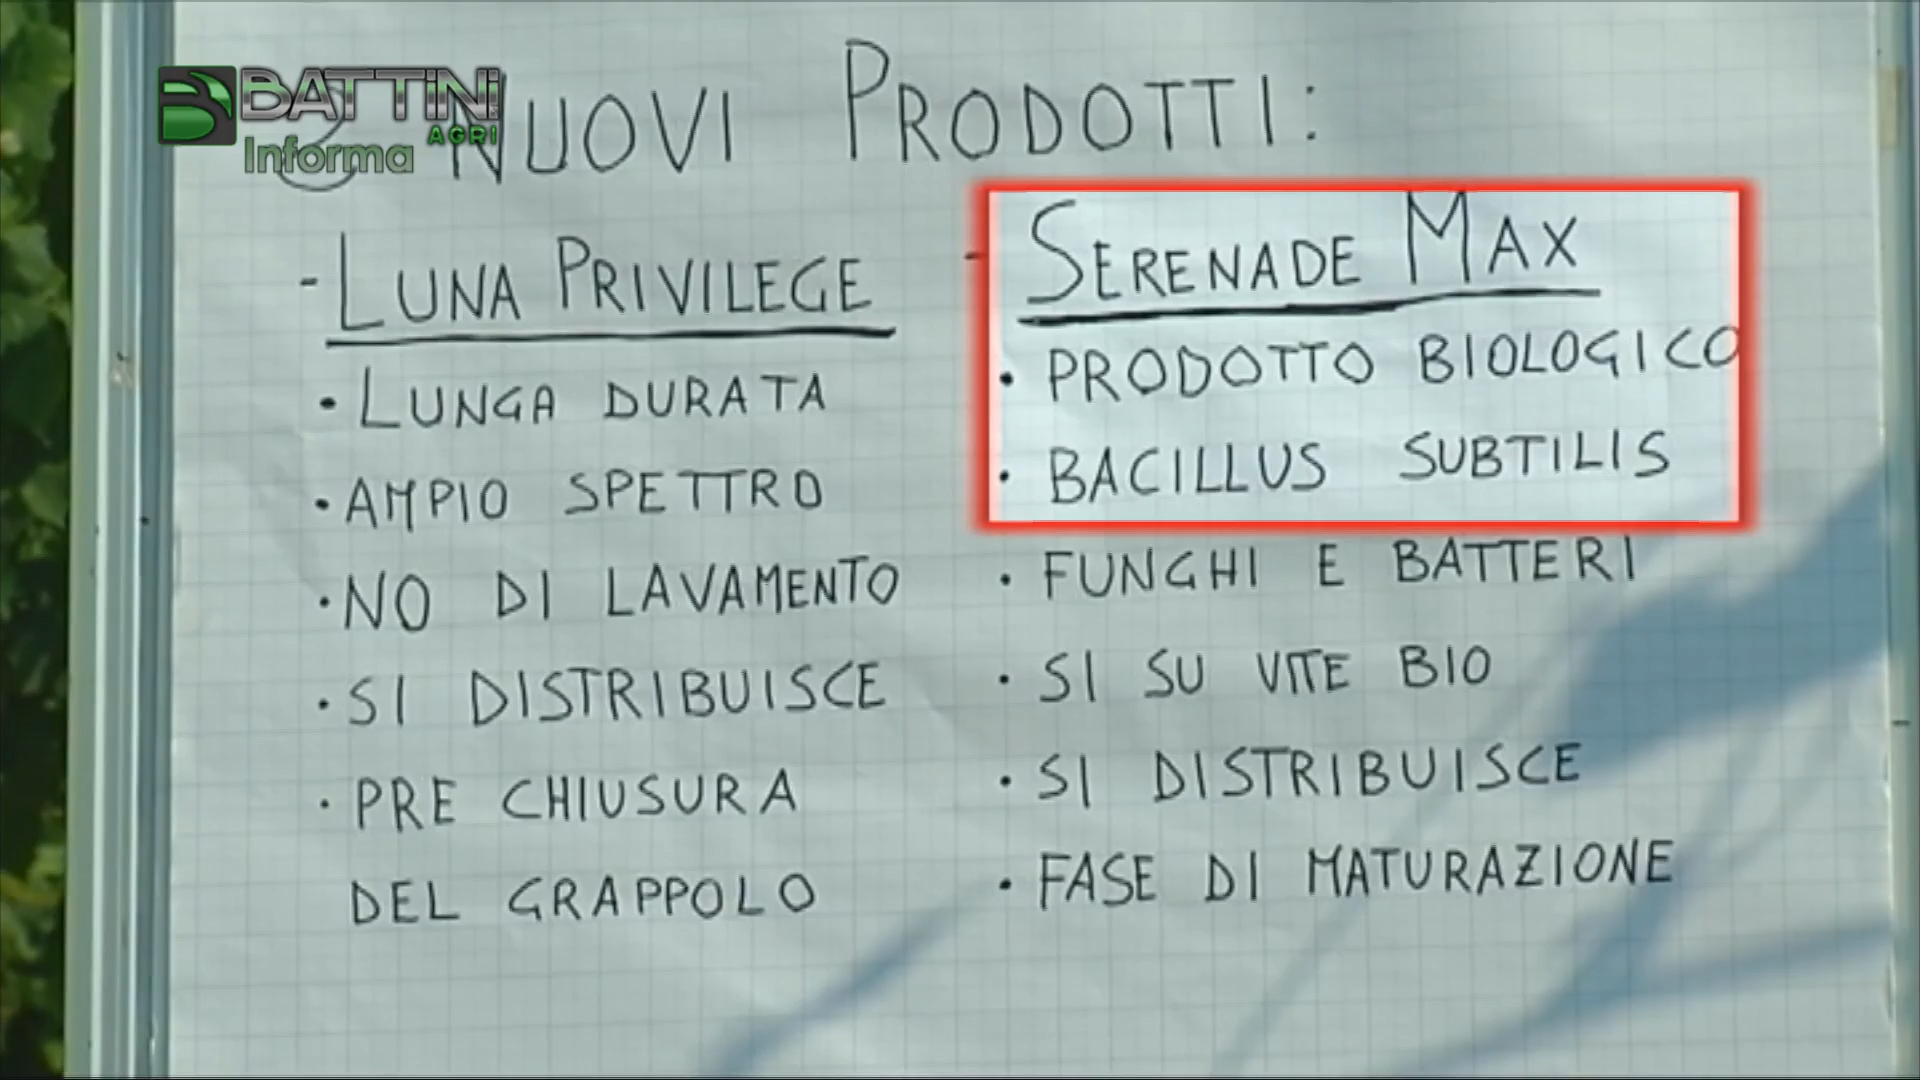 BATTiNi
AGRI
Informa
NUOVI PRODOTTI:
- LUNA PRIVILEGE
• LUNGA DURATA
• AMPIO SPETTRO
• NO DI LAVAMENTO
• SI DISTRIBUISCE
• PRE CHIUSURA
DEL GRAPPOLO
- SERENADE MAX
• PRODOTTO BIOLOGICO
• BACILLUS SUBTILIS
• FUNGHI E BATTERI
• SI SU VITE BIO
• SI DISTRIBUISCE
• FASE DI MATURAZIONE